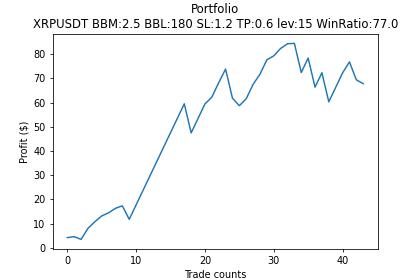 Portfolio
XRPUSDT BBM:2.5 BBL:180 SL:1.2 TP:0.6 lev:15 WinRatio:77.0
80
70
60
50
40
30
20
10
0
Profit ($)
0 10 20 30 40
Trade counts